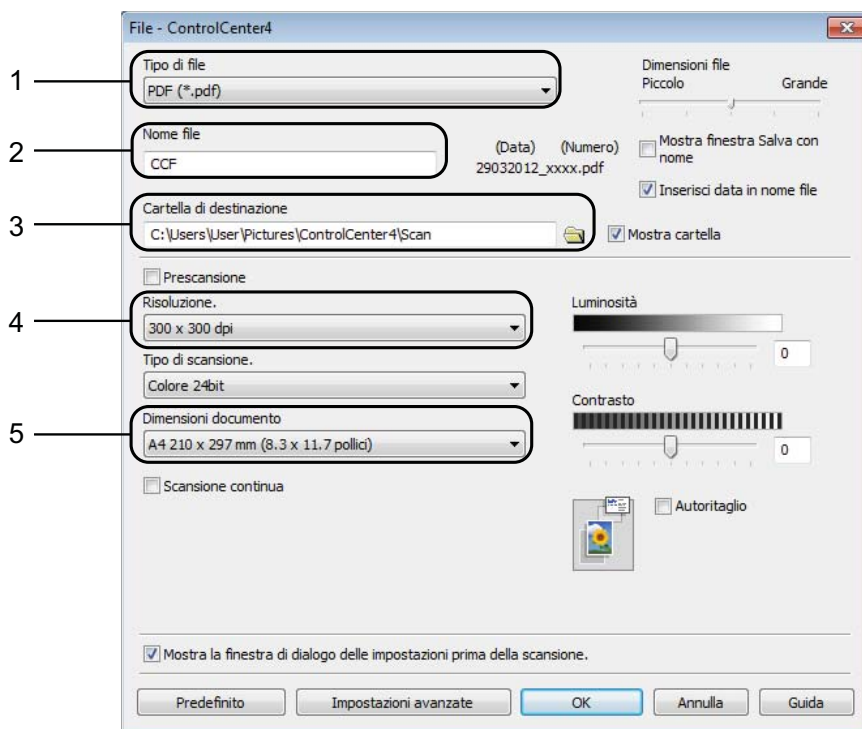 File - ControlCenter4
1
Tipo di file
PDF (*.pdf)
Dimensioni file
Piccolo Grande
2
Nome file
CCF
(Data) (Numero)
29032012_xxxx.pdf
Mostra finestra Salva con
nome
Inserisci data in nome file
3
Cartella di destinazione
C:\Users\User\Pictures\ControlCenter4\Scan
Mostra cartella
Prescansione
4
Risoluzione.
300 x 300 dpi
Tipo di scansione.
Colore 24bit
5
Dimensioni documento
A4 210 x 297 mm (8.3 x 11.7 pollici)
Scansione continua
Luminosità
0
Contrasto
0
Autoritaglio
Mostra la finestra di dialogo delle impostazioni prima della scansione.
Predefinito Impostazioni avanzate OK Annulla Guida